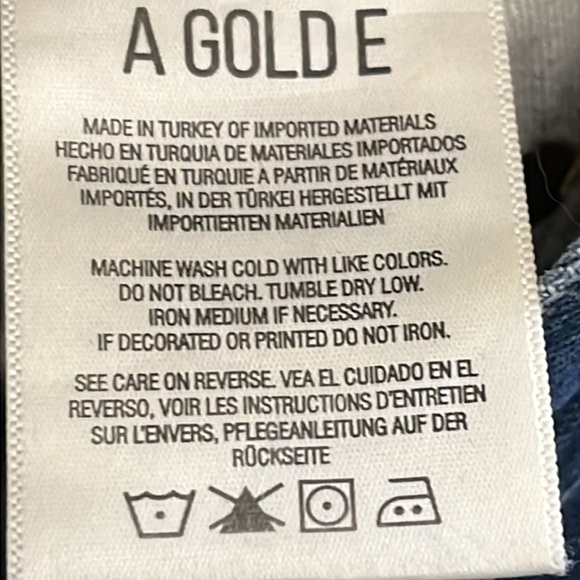 A GOLD E
MADE IN TURKEY OF IMPORTED MATERIALS
HECHO EN TURQUIA DE MATERIALES IMPORTADOS
FABRIQUÉ EN TURQUIE A PARTIR DE MATÉRIAUX
IMPORTÉS, IN DER TÜRKEI HERGESTELLT MIT
IMPORTIERTEN MATERIALIEN
MACHINE WASH COLD WITH LIKE COLORS.
DO NOT BLEACH. TUMBLE DRY LOW.
IRON MEDIUM IF NECESSARY.
IF DECORATED OR PRINTED DO NOT IRON.
SEE CARE ON REVERSE. VEA EL CUIDADO EN EL
REVERSO, VOIR LES INSTRUCTIONS D'ENTRETIEN
SUR L'ENVERS, PFLEGEANLEITUNG AUF DER
RÜCKSEITE